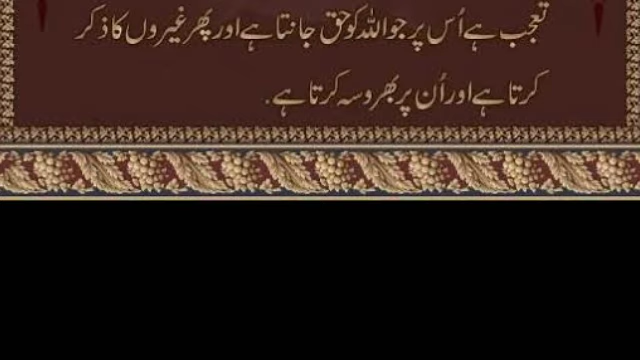 تعجب ہے اُس پر جو اللہ کو حق جانتا ہے اور پھر غیروں کا ذکر
کرتا ہے اور اُن پر بھروسہ کرتا ہے.